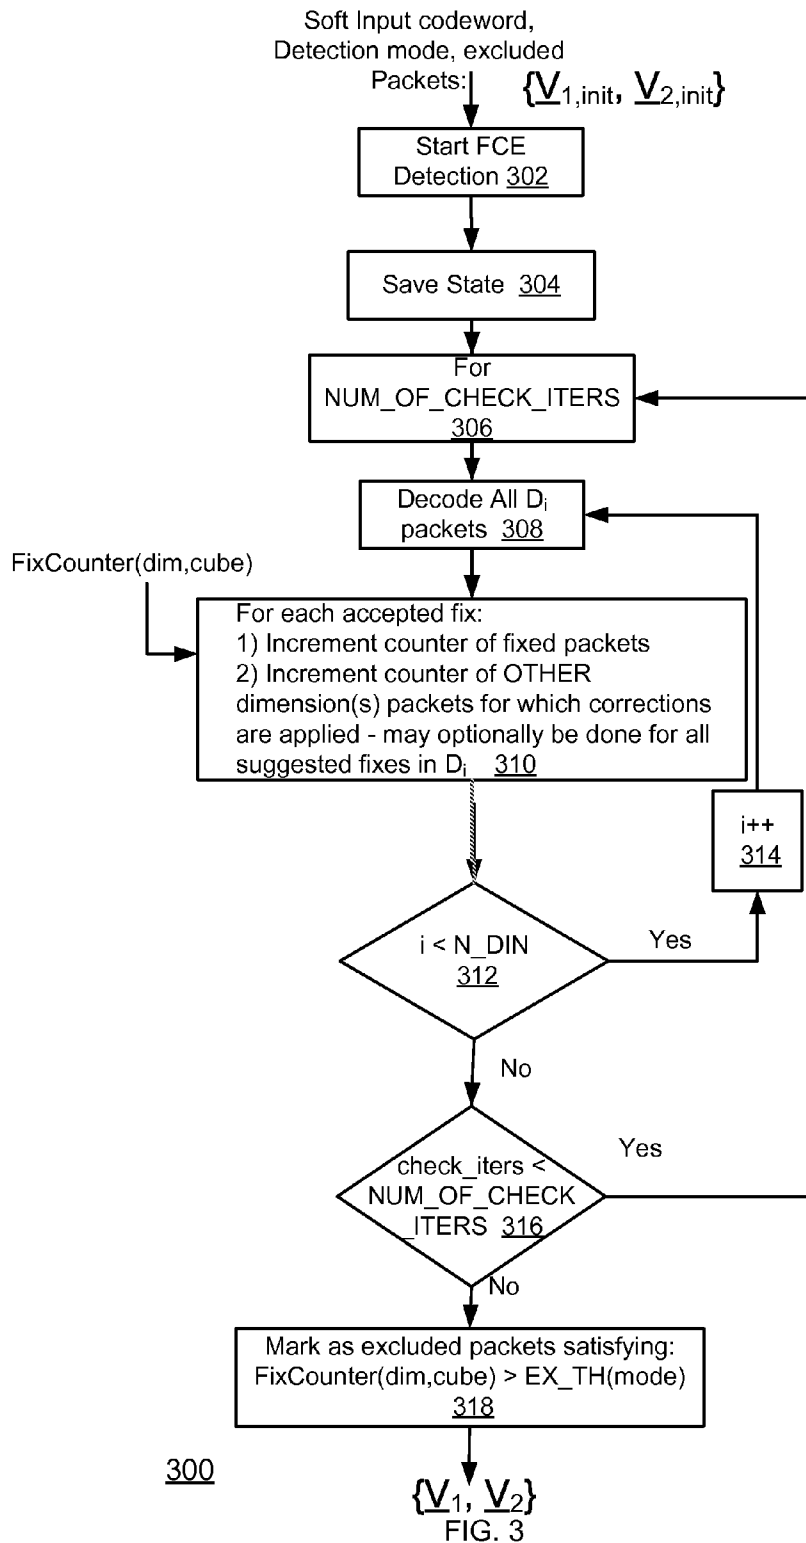 Soft Input codeword,
Detection mode, excluded
Packets:
{V1,init, V2,init}
Start FCE
Detection 302
Save State 304
For
NUM_OF_CHECK_ITERS
306
Decode All Di
packets 308
FixCounter(dim,cube)
For each accepted fix:
1) Increment counter of fixed packets
2) Increment counter of OTHER
dimension(s) packets for which corrections
are applied - may optionally be done for all
suggested fixes in Di 310
i++
314
i < N_DIN
312
Yes
No
check_iters <
NUM_OF_CHECK
_ITERS 316
Yes
No
Mark as excluded packets satisfying:
FixCounter(dim,cube) > EX_TH(mode)
318
300
{V1, V2}
FIG. 3